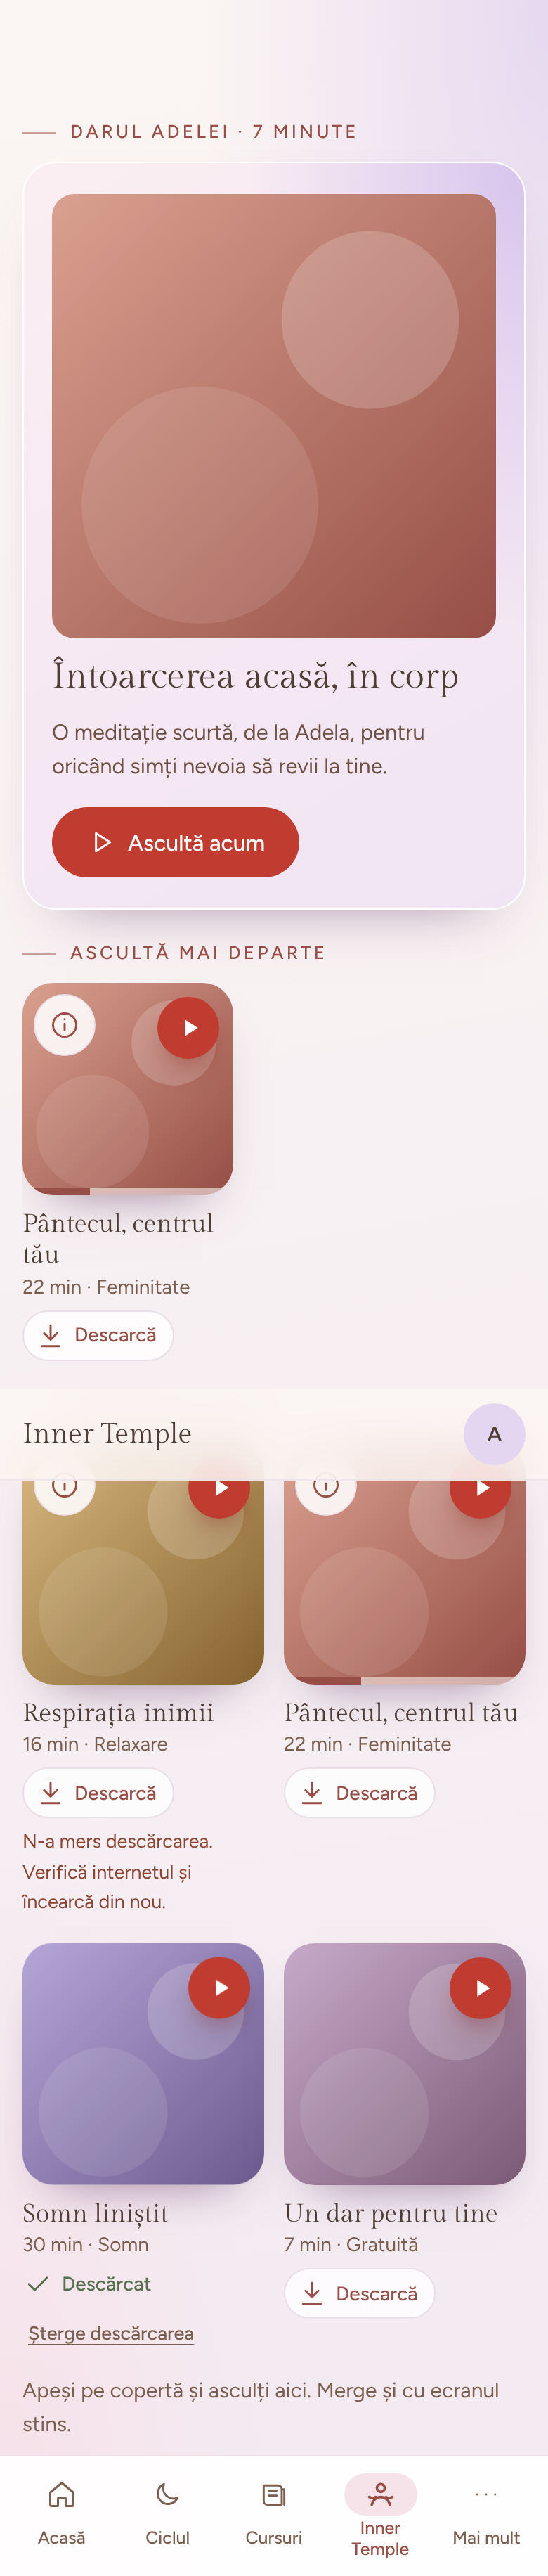 DARUL ADELEI · 7 MINUTE
Întoarcerea acasă, în corp
O meditație scurtă, de la Adela, pentru
oricând simți nevoia să revii la tine.
Ascultă acum
ASCULTĂ MAI DEPARTE
Pântecul, centrul
tău
22 min · Feminitate
Descarcă
Inner Temple
A
Respirația inimii
16 min · Relaxare
Descarcă
N-a mers descărcarea.
Verifică internetul și
încearcă din nou.
Pântecul, centrul tău
22 min · Feminitate
Descarcă
Somn liniștit
30 min · Somn
Descărcat
Șterge descărcarea
Un dar pentru tine
7 min · Gratuită
Descarcă
Apeși pe copertă și asculți aici. Merge și cu ecranul
stins.
Acasă
Ciclul
Cursuri
Inner
Temple
Mai mult